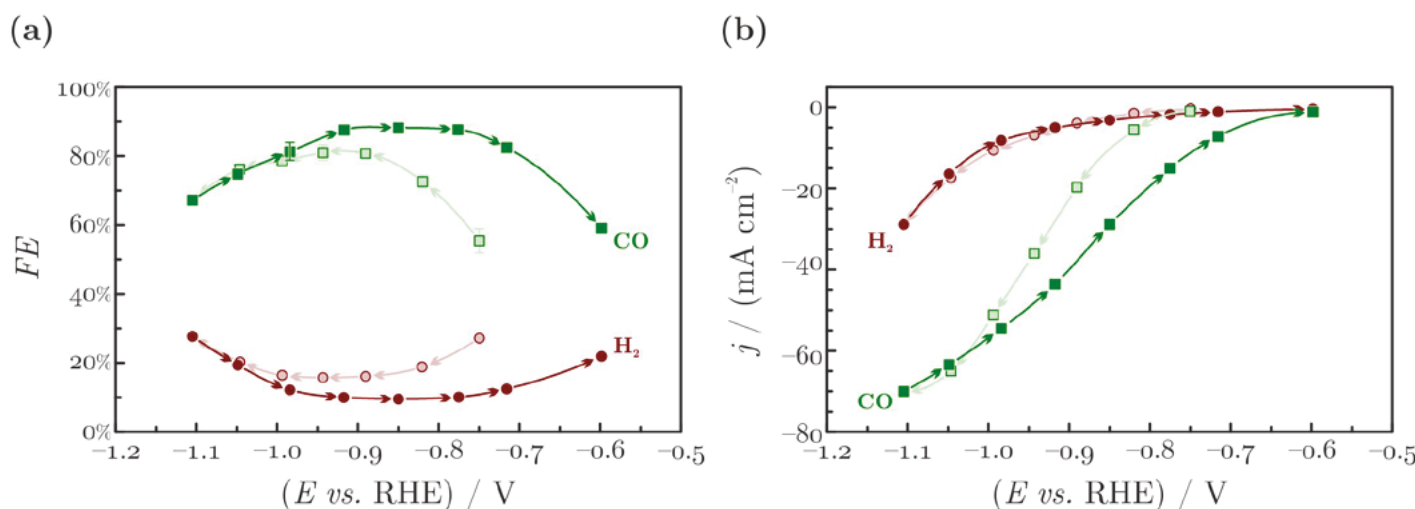 (a)
100%
80%
60%
40%
20%
0%
FE
CO
H₂
−1.2
−1.1
−1.0
−0.9
−0.8
−0.7
−0.6
−0.5
(E vs. RHE) / V
(b)
0
−20
−40
−60
−80
j / (mA cm⁻²)
H₂
CO
−1.2
−1.1
−1.0
−0.9
−0.8
−0.7
−0.6
−0.5
(E vs. RHE) / V